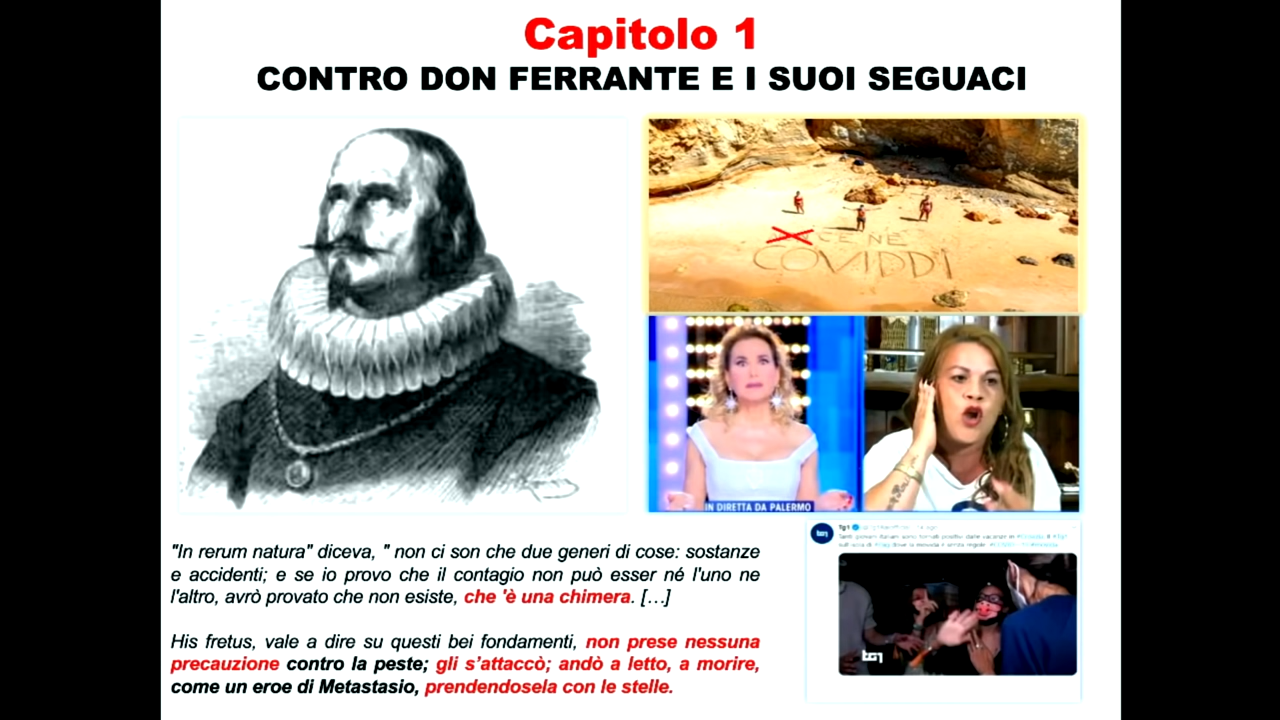 Capitolo 1
CONTRO DON FERRANTE E I SUOI SEGUACI
CE NÈ
COVIDDI
IN DIRETTA DA PALERMO
"In rerum natura" diceva, " non ci son che due generi di cose: sostanze
e accidenti; e se io provo che il contagio non può esser né l'uno ne
l'altro, avrò provato che non esiste, che 'è una chimera. […]
His fretus, vale a dire su questi bei fondamenti, non prese nessuna
precauzione contro la peste; gli s'attaccò; andò a letto, a morire,
come un eroe di Metastasio, prendendosela con le stelle.
Tg1
tg1